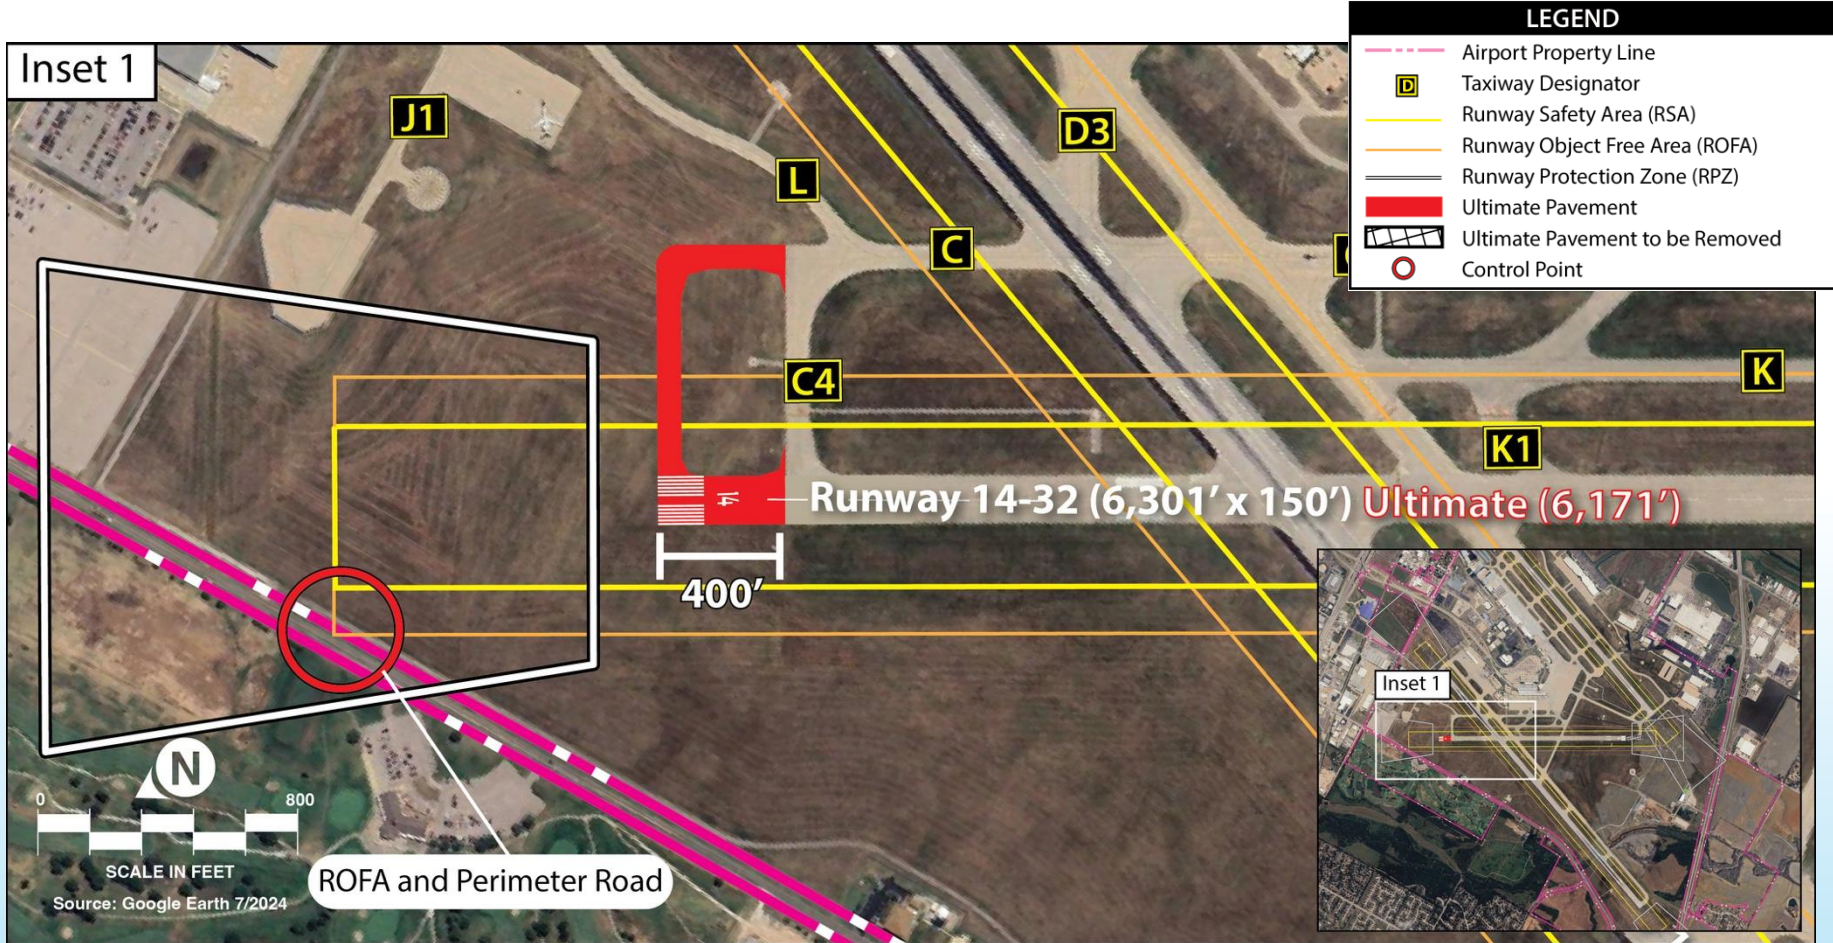 LEGEND
Airport Property Line
D Taxiway Designator
Runway Safety Area (RSA)
Runway Object Free Area (ROFA)
Runway Protection Zone (RPZ)
Ultimate Pavement
Ultimate Pavement to be Removed
Control Point
Inset 1
J1
D3
L
C
C4
K
K1
Runway 14-32 (6,301' x 150') Ultimate (6,171')
14
400'
Inset 1
N
0 800
SCALE IN FEET
Source: Google Earth 7/2024
ROFA and Perimeter Road